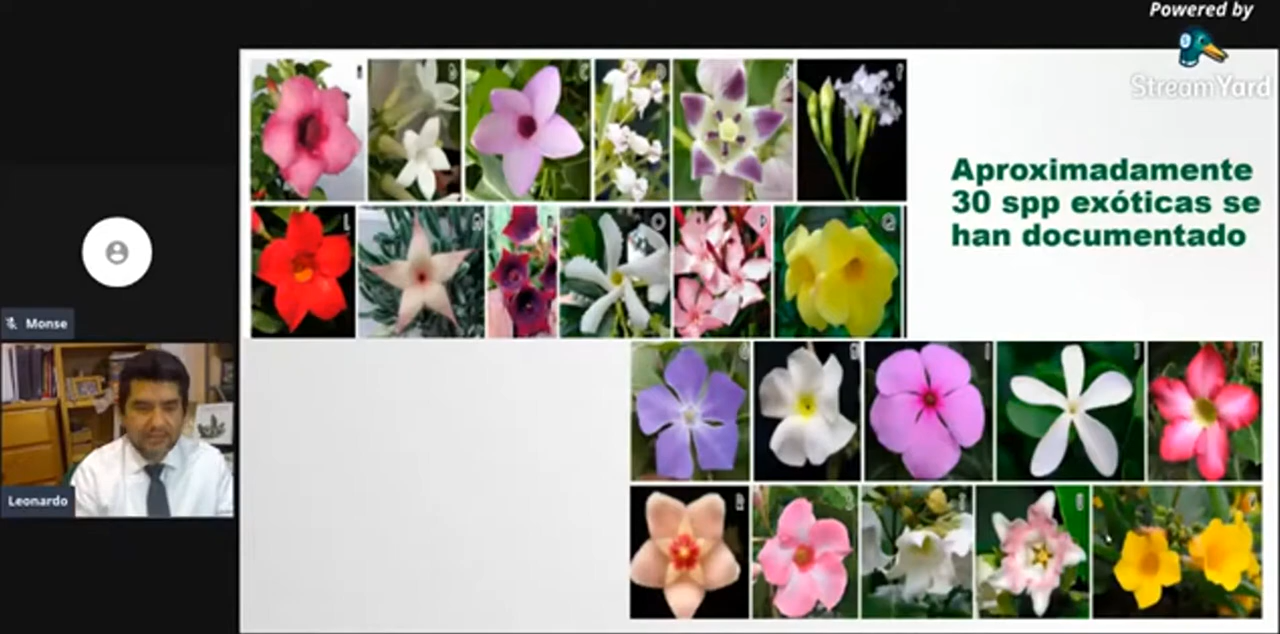 Powered by
StreamYard
Aproximadamente
30 spp exóticas se
han documentado
Monse
Leonardo